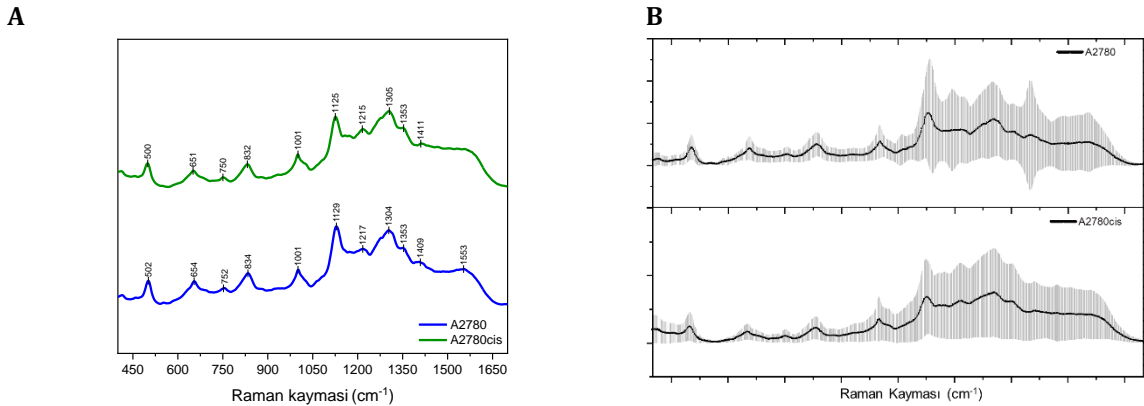 A
B
500
651
750
832
1001
1125
1215
1305
1353
1411
502
654
752
834
1001
1129
1217
1304
1353
1409
1553
A2780
A2780cis
450 600 750 900 1050 1200 1350 1500 1650
Raman kaymasi (cm-1)
A2780
A2780cis
Raman Kayması (cm-1)